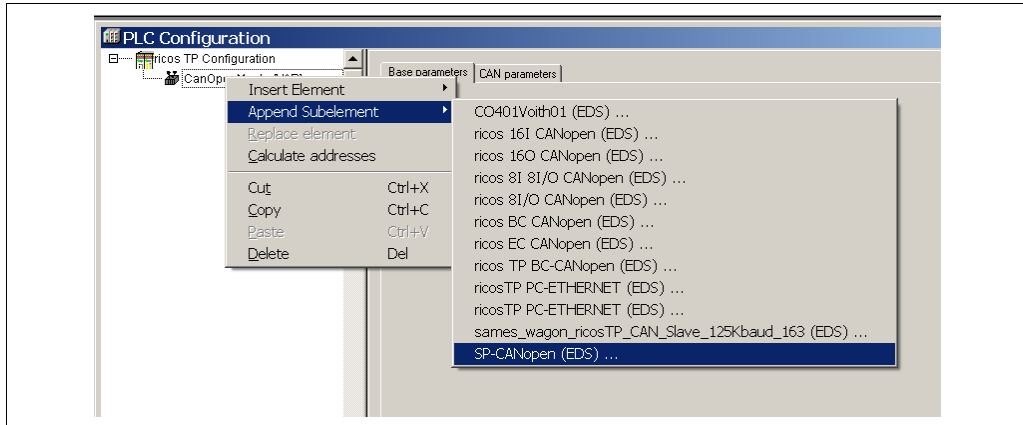 PLC Configuration
ricos TP Configuration
Base parameters
CAN parameters
Insert Element
Append Subelement
Replace element
Calculate addresses
Cut Ctrl+X
Copy Ctrl+C
Paste Ctrl+V
Delete Del
CO401Voith01 (EDS) ...
ricos 16I CANopen (EDS) ...
ricos 16O CANopen (EDS) ...
ricos 8I 8I/O CANopen (EDS) ...
ricos 8I/O CANopen (EDS) ...
ricos BC CANopen (EDS) ...
ricos EC CANopen (EDS) ...
ricos TP BC-CANopen (EDS) ...
ricosTP PC-ETHERNET (EDS) ...
ricosTP PC-ETHERNET (EDS) ...
sames_wagon_ricosTP_CAN_Slave_125Kbaud_163 (EDS) ...
SP-CANopen (EDS) ...